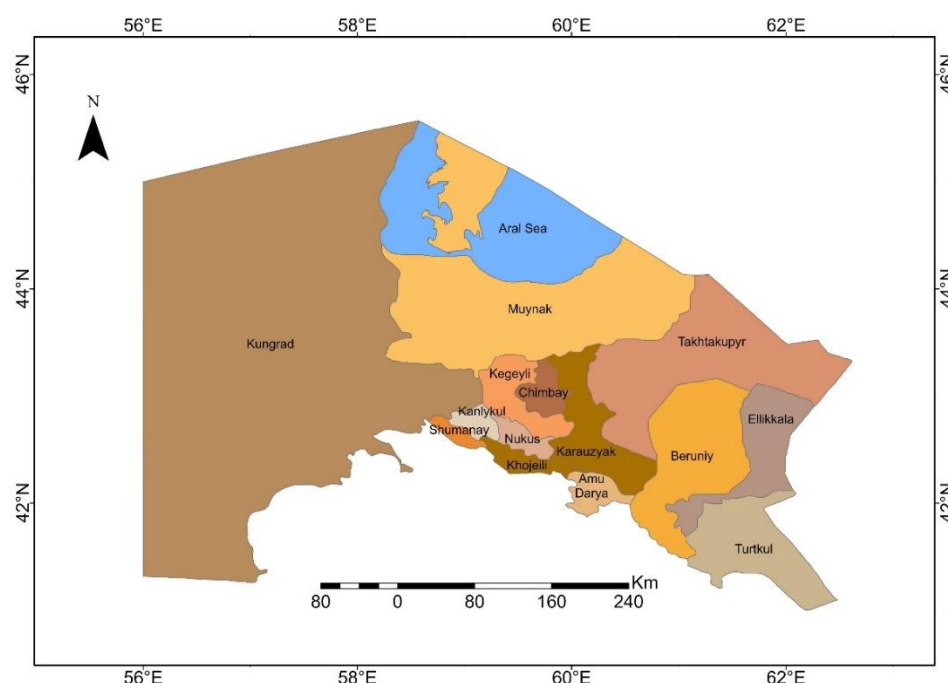 56°E 58°E 60°E 62°E
46°N 46°N
N
Aral Sea
44°N 44°N
Muynak
Kungrad
Takhtakupyr
Kegeyli
Chimbay
Kanlykul
Ellikkala
Shumanay
Nukus
Karauzyak
Beruniy
Khojeili
Amu
Darya
42°N 42°N
Turtkul
Km
80 0 80 160 240
56°E 58°E 60°E 62°E